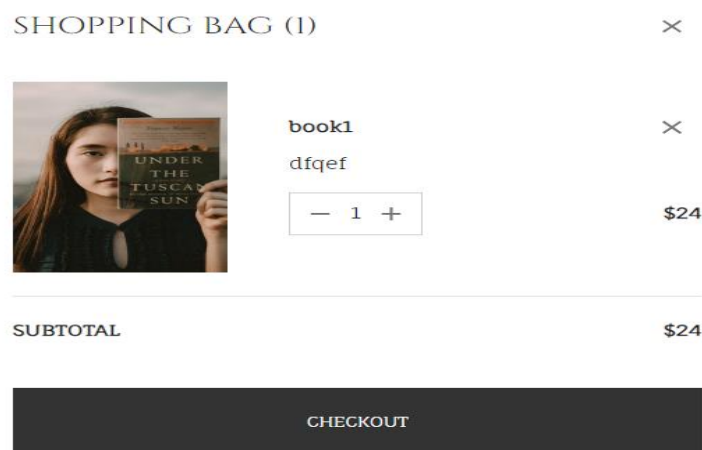 SHOPPING BAG (1)
book1
dfqef
1
$24
UNDER
THE
TUSCAN
SUN
SUBTOTAL
$24
CHECKOUT